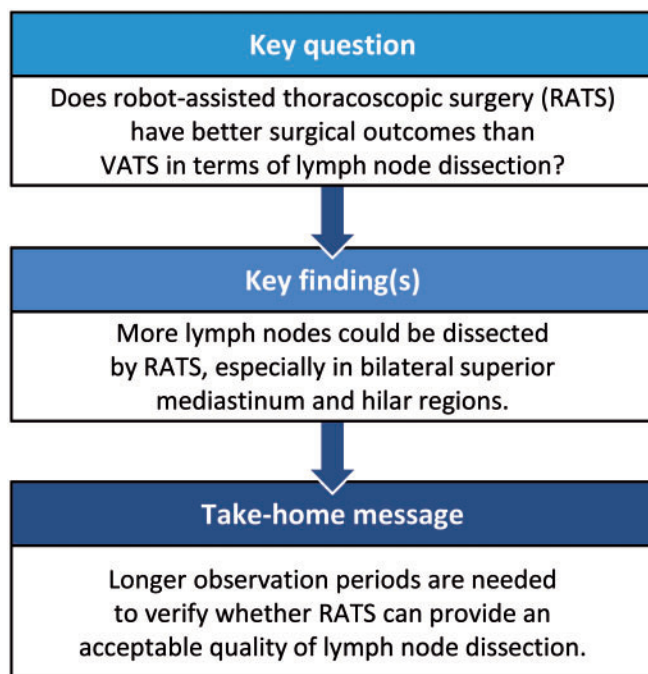 Key question
Does robot-assisted thoracoscopic surgery (RATS)
have better surgical outcomes than
VATS in terms of lymph node dissection?
Key finding(s)
More lymph nodes could be dissected
by RATS, especially in bilateral superior
mediastinum and hilar regions.
Take-home message
Longer observation periods are needed
to verify whether RATS can provide an
acceptable quality of lymph node dissection.